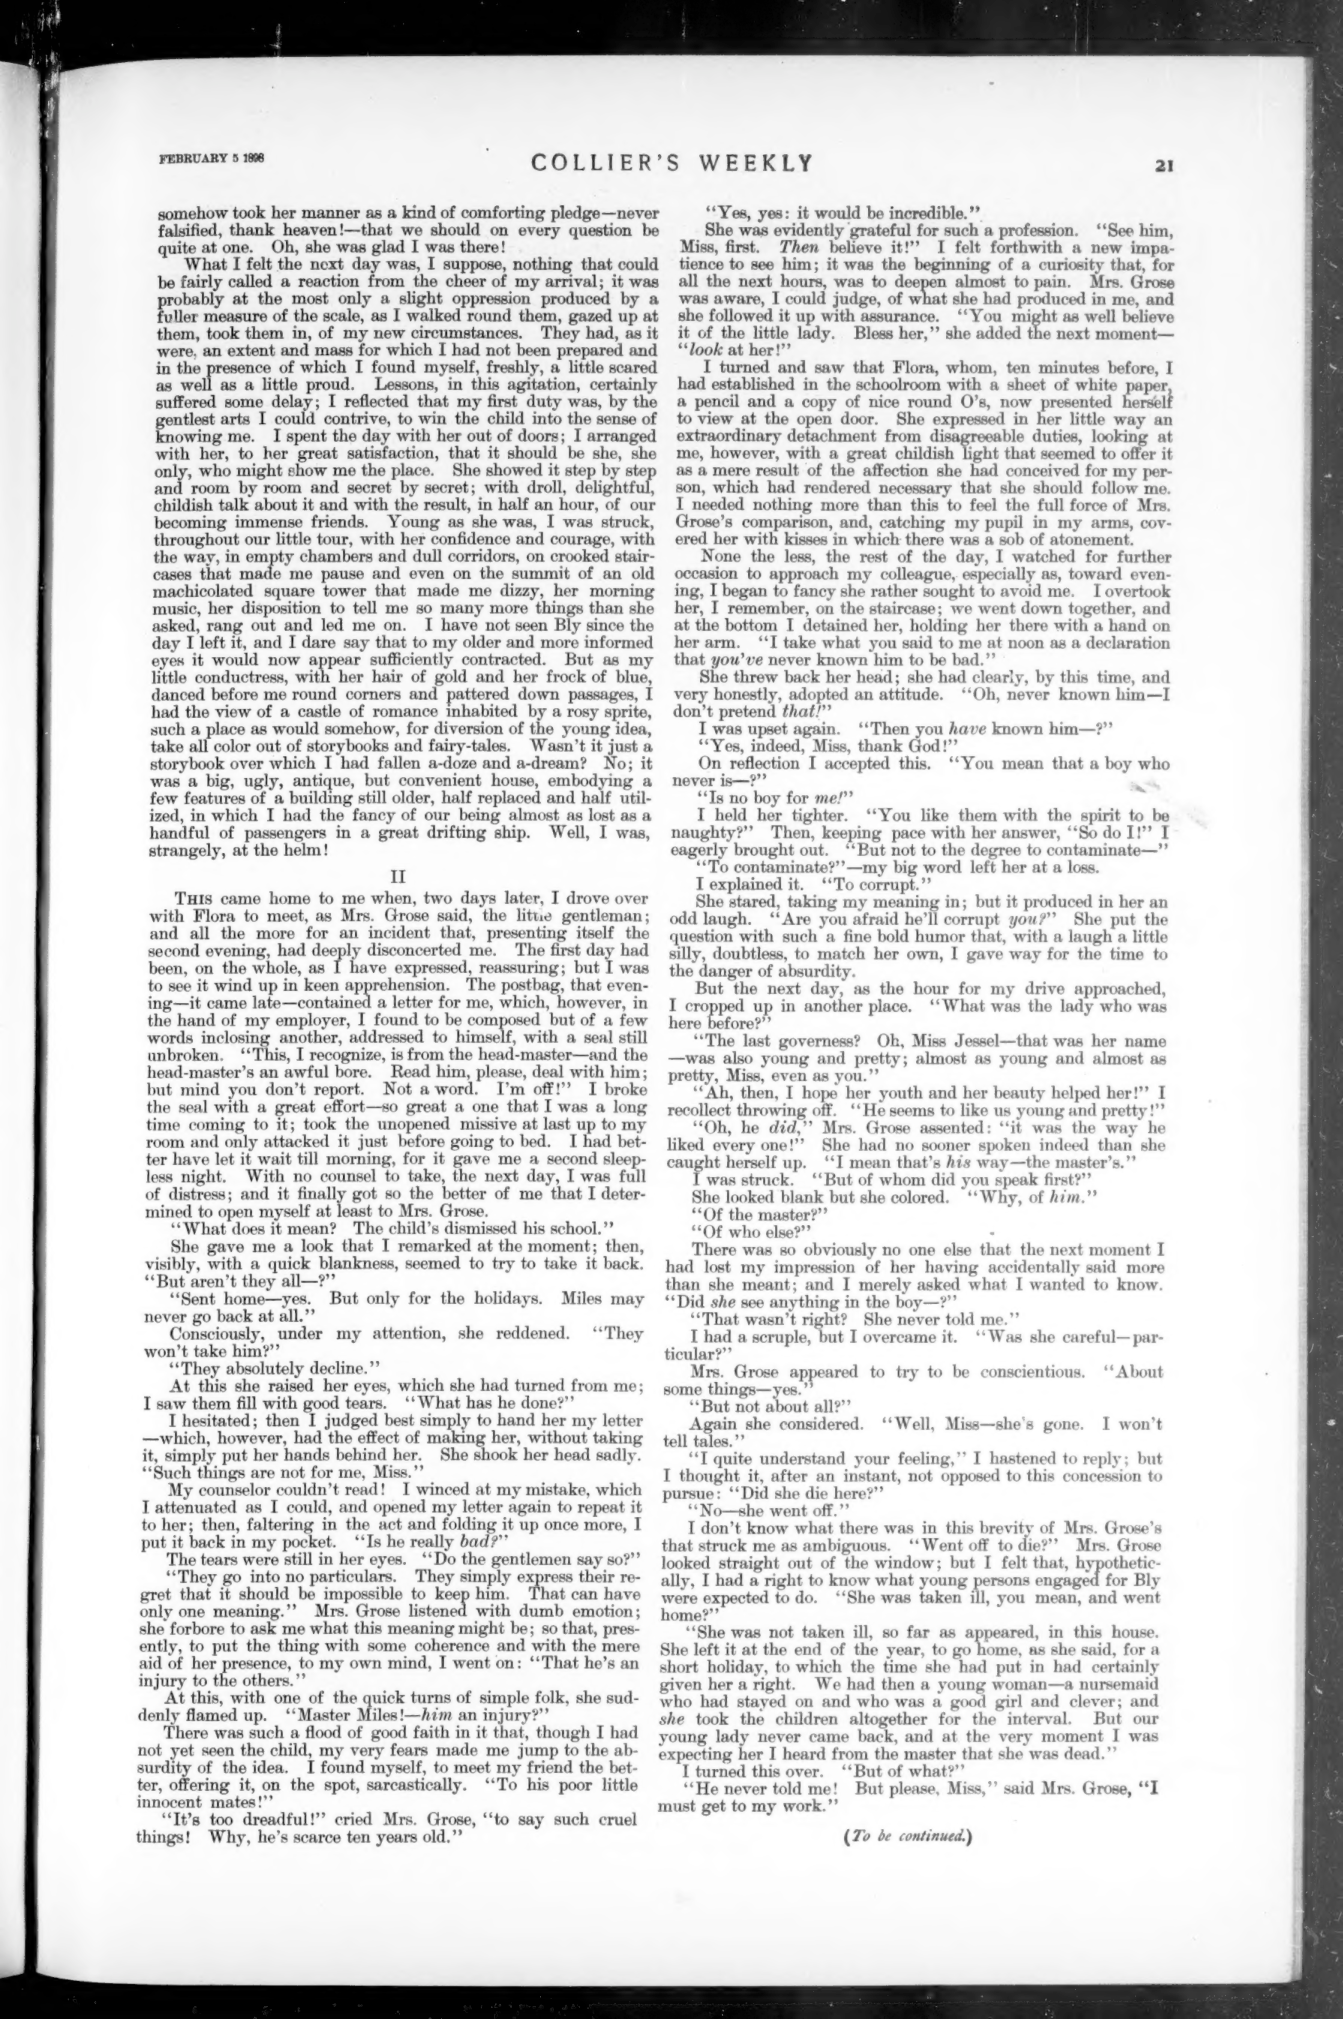 FEBRUARY 5 1898
COLLIER'S WEEKLY
21
somehow took her manner as a kind of comforting pledge—never
falsified, thank heaven!—that we should on every question be
quite at one. Oh, she was glad I was there!
What I felt the next day was, I suppose, nothing that could
be fairly called a reaction from the cheer of my arrival; it was
probably at the most only a slight oppression produced by a
fuller measure of the scale, as I walked round them, gazed up at
them, took them in, of my new circumstances. They had, as it
were, an extent and mass for which I had not been prepared and
in the presence of which I found myself, freshly, a little scared
as well as a little proud. Lessons, in this agitation, certainly
suffered some delay; I reflected that my first duty was, by the
gentlest arts I could contrive, to win the child into the sense of
knowing me. I spent the day with her out of doors; I arranged
with her, to her great satisfaction, that it should be she, she
only, who might show me the place. She showed it step by step
and room by room and secret by secret; with droll, delightful,
childish talk about it and with the result, in half an hour, of our
becoming immense friends. Young as she was, I was struck,
throughout our little tour, with her confidence and courage, with
the way, in empty chambers and dull corridors, on crooked stair-
cases that made me pause and even on the summit of an old
machicolated square tower that made me dizzy, her morning
music, her disposition to tell me so many more things than she
asked, rang out and led me on. I have not seen Bly since the
day I left it, and I dare say that to my older and more informed
eyes it would now appear sufficiently contracted. But as my
little conductress, with her hair of gold and her frock of blue,
danced before me round corners and pattered down passages, I
had the view of a castle of romance inhabited by a rosy sprite,
such a place as would somehow, for diversion of the young idea,
take all color out of storybooks and fairy-tales. Wasn't it just a
storybook over which I had fallen a-doze and a-dream? No; it
was a big, ugly, antique, but convenient house, embodying a
few features of a building still older, half replaced and half util-
ized, in which I had the fancy of our being almost as lost as a
handful of passengers in a great drifting ship. Well, I was,
strangely, at the helm!
II
THIS came home to me when, two days later, I drove over
with Flora to meet, as Mrs. Grose said, the little gentleman;
and all the more for an incident that, presenting itself the
second evening, had deeply disconcerted me. The first day had
been, on the whole, as I have expressed, reassuring; but I was
to see it wind up in keen apprehension. The postbag, that even-
ing—it came late—contained a letter for me, which, however, in
the hand of my employer, I found to be composed but of a few
words inclosing another, addressed to himself, with a seal still
unbroken. "This, I recognize, is from the head-master—and the
head-master's an awful bore. Read him, please, deal with him;
but mind you don't report. Not a word. I'm off!" I broke
the seal with a great effort—so great a one that I was a long
time coming to it; took the unopened missive at last up to my
room and only attacked it just before going to bed. I had bet-
ter have let it wait till morning, for it gave me a second sleep-
less night. With no counsel to take, the next day, I was full
of distress; and it finally got so the better of me that I deter-
mined to open myself at least to Mrs. Grose.
"What does it mean? The child's dismissed his school."
She gave me a look that I remarked at the moment; then,
visibly, with a quick blankness, seemed to try to take it back.
"But aren't they all—?"
"Sent home—yes. But only for the holidays. Miles may
never go back at all."
Consciously, under my attention, she reddened. "They
won't take him?"
"They absolutely decline."
At this she raised her eyes, which she had turned from me;
I saw them fill with good tears. "What has he done?"
I hesitated; then I judged best simply to hand her my letter
—which, however, had the effect of making her, without taking
it, simply put her hands behind her. She shook her head sadly.
"Such things are not for me, Miss."
My counselor couldn't read! I winced at my mistake, which
I attenuated as I could, and opened my letter again to repeat it
to her; then, faltering in the act and folding it up once more, I
put it back in my pocket. "Is he really bad?"
The tears were still in her eyes. "Do the gentlemen say so?"
"They go into no particulars. They simply express their re-
gret that it should be impossible to keep him. That can have
only one meaning." Mrs. Grose listened with dumb emotion;
she forbore to ask me what this meaning might be; so that, pres-
ently, to put the thing with some coherence and with the mere
aid of her presence, to my own mind, I went on: "That he's an
injury to the others."
At this, with one of the quick turns of simple folk, she sud-
denly flamed up. "Master Miles!—him an injury?"
There was such a flood of good faith in it that, though I had
not yet seen the child, my very fears made me jump to the ab-
surdity of the idea. I found myself, to meet my friend the bet-
ter, offering it, on the spot, sarcastically. "To his poor little
innocent mates!"
"It's too dreadful!" cried Mrs. Grose, "to say such cruel
things! Why, he's scarce ten years old."
"Yes, yes: it would be incredible."
She was evidently grateful for such a profession. "See him,
Miss, first. Then believe it!" I felt forthwith a new impa-
tience to see him; it was the beginning of a curiosity that, for
all the next hours, was to deepen almost to pain. Mrs. Grose
was aware, I could judge, of what she had produced in me, and
she followed it up with assurance. "You might as well believe
it of the little lady. Bless her," she added the next moment—
"look at her!"
I turned and saw that Flora, whom, ten minutes before, I
had established in the schoolroom with a sheet of white paper,
a pencil and a copy of nice round O's, now presented herself
to view at the open door. She expressed in her little way an
extraordinary detachment from disagreeable duties, looking at
me, however, with a great childish light that seemed to offer it
as a mere result of the affection she had conceived for my per-
son, which had rendered necessary that she should follow me.
I needed nothing more than this to feel the full force of Mrs.
Grose's comparison, and, catching my pupil in my arms, cov-
ered her with kisses in which there was a sob of atonement.
None the less, the rest of the day, I watched for further
occasion to approach my colleague, especially as, toward even-
ing, I began to fancy she rather sought to avoid me. I overtook
her, I remember, on the staircase; we went down together, and
at the bottom I detained her, holding her there with a hand on
her arm. "I take what you said to me at noon as a declaration
that you've never known him to be bad."
She threw back her head; she had clearly, by this time, and
very honestly, adopted an attitude. "Oh, never known him—I
don't pretend that!"
I was upset again. "Then you have known him—?"
"Yes, indeed, Miss, thank God!"
On reflection I accepted this. "You mean that a boy who
never is—?"
"Is no boy for me!"
I held her tighter. "You like them with the spirit to be
naughty?" Then, keeping pace with her answer, "So do I!" I
eagerly brought out. "But not to the degree to contaminate—"
"To contaminate?"—my big word left her at a loss.
I explained it. "To corrupt."
She stared, taking my meaning in; but it produced in her an
odd laugh. "Are you afraid he'll corrupt you?" She put the
question with such a fine bold humor that, with a laugh a little
silly, doubtless, to match her own, I gave way for the time to
the danger of absurdity.
But the next day, as the hour for my drive approached,
I cropped up in another place. "What was the lady who was
here before?"
"The last governess? Oh, Miss Jessel—that was her name
—was also young and pretty; almost as young and almost as
pretty, Miss, even as you."
"Ah, then, I hope her youth and her beauty helped her!" I
recollect throwing off. "He seems to like us young and pretty!"
"Oh, he did," Mrs. Grose assented: "it was the way he
liked every one!" She had no sooner spoken indeed than she
caught herself up. "I mean that's his way—the master's."
I was struck. "But of whom did you speak first?"
She looked blank but she colored. "Why, of him."
"Of the master?"
"Of who else?"
There was so obviously no one else that the next moment I
had lost my impression of her having accidentally said more
than she meant; and I merely asked what I wanted to know.
"Did she see anything in the boy—?"
"That wasn't right? She never told me."
I had a scruple, but I overcame it. "Was she careful—par-
ticular?"
Mrs. Grose appeared to try to be conscientious. "About
some things—yes."
"But not about all?"
Again she considered. "Well, Miss—she's gone. I won't
tell tales."
"I quite understand your feeling," I hastened to reply; but
I thought it, after an instant, not opposed to this concession to
pursue: "Did she die here?"
"No—she went off."
I don't know what there was in this brevity of Mrs. Grose's
that struck me as ambiguous. "Went off to die?" Mrs. Grose
looked straight out of the window; but I felt that, hypothetic-
ally, I had a right to know what young persons engaged for Bly
were expected to do. "She was taken ill, you mean, and went
home?"
"She was not taken ill, so far as appeared, in this house.
She left it at the end of the year, to go home, as she said, for a
short holiday, to which the time she had put in had certainly
given her a right. We had then a young woman—a nursemaid
who had stayed on and who was a good girl and clever; and
she took the children altogether for the interval. But our
young lady never came back, and at the very moment I was
expecting her I heard from the master that she was dead."
I turned this over. "But of what?"
"He never told me! But please, Miss," said Mrs. Grose, "I
must get to my work."
(To be continued.)